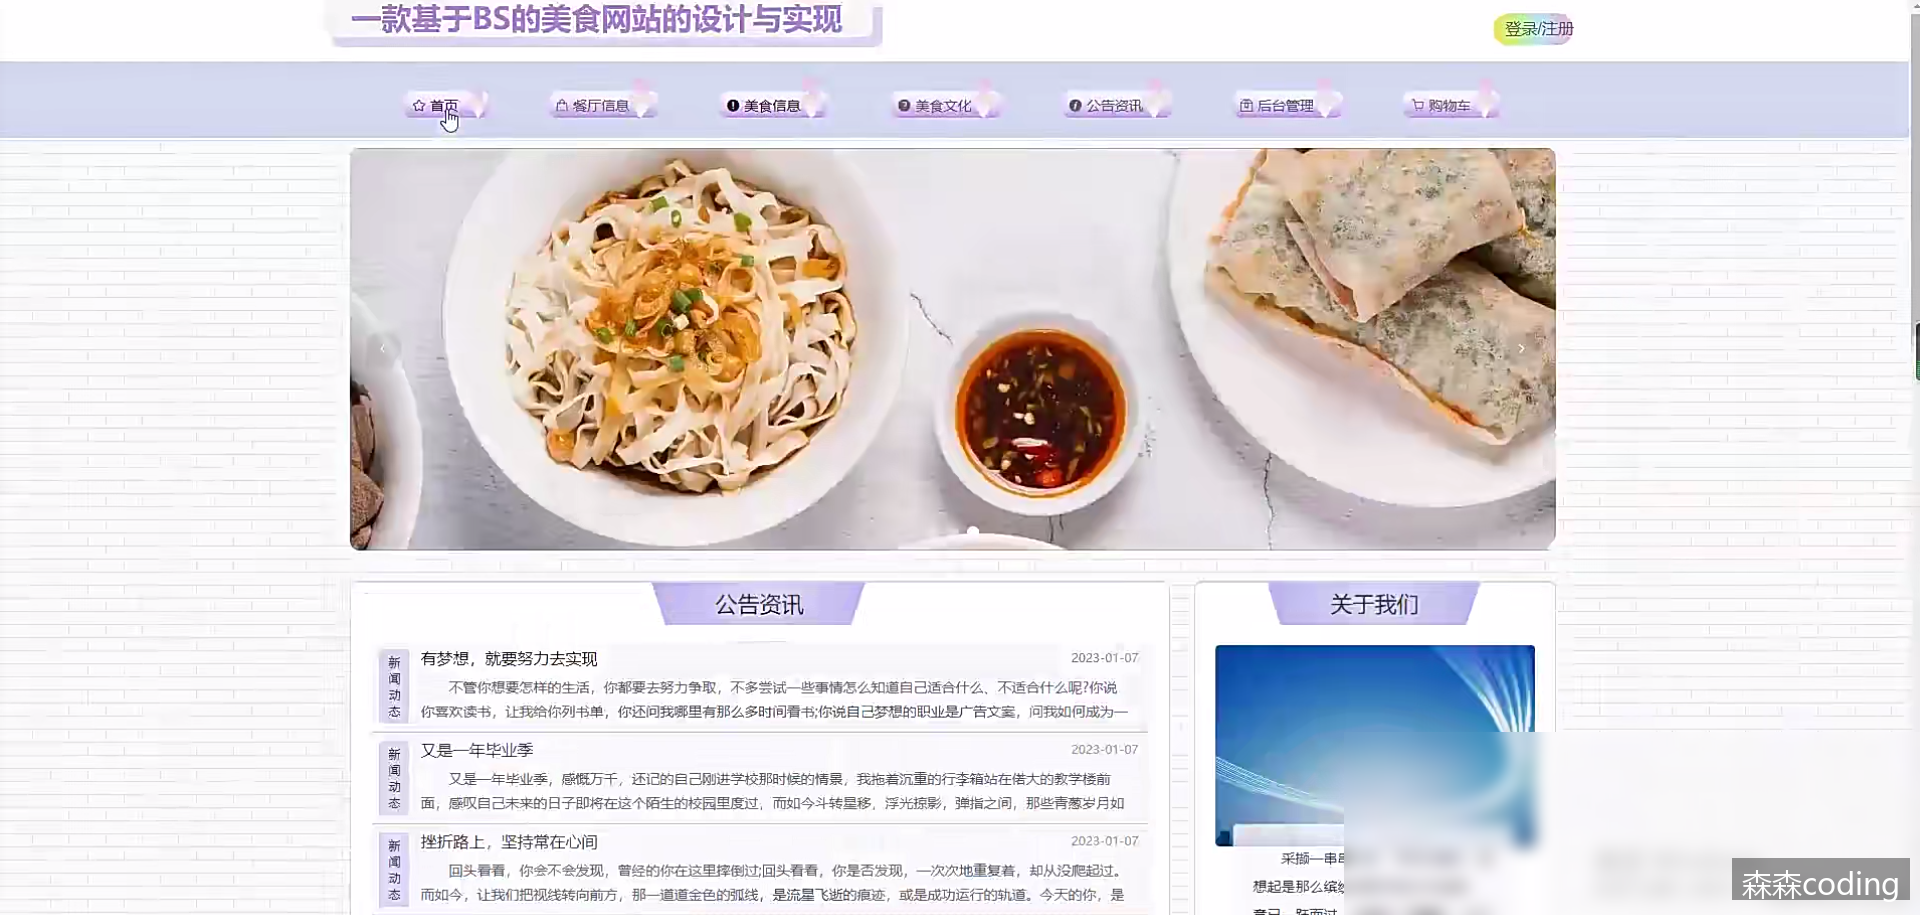 一款基于BS的美食网站的设计与实现
登录/注册
首页
餐厅信息
美食信息
美食文化
公告资讯
后台管理
购物车
公告资讯
新闻动态
有梦想，就要努力去实现
2023-01-07
不管你想要怎样的生活，你都要去努力争取，不多尝试一些事情怎么知道自己适合什么、不适合什么呢?你说
你喜欢读书，让我给你列书单，你还问我哪里有那么多时间看书;你说自己梦想的职业是广告文案，问我如何成为一
新闻动态
又是一年毕业季
2023-01-07
又是一年毕业季，感慨万千，还记的自己刚进学校那时候的情景，我拖着沉重的行李箱站在偌大的教学楼前
面，感叹自己未来的日子即将在这个陌生的校园里度过，而如今斗转星移，浮光掠影，弹指之间，那些青葱岁月如
新闻动态
挫折路上，坚持常在心间
2023-01-07
回头看看，你会不会发现，曾经的你在这里摔倒过;回头看看，你是否发现，一次次地重复着，却从没爬起过。
而如今，让我们把视线转向前方，那一道道金色的弧线，是流星飞逝的痕迹，或是成功运行的轨道。今天的你，是
关于我们
采撷一串
想起是那么缤
森森coding